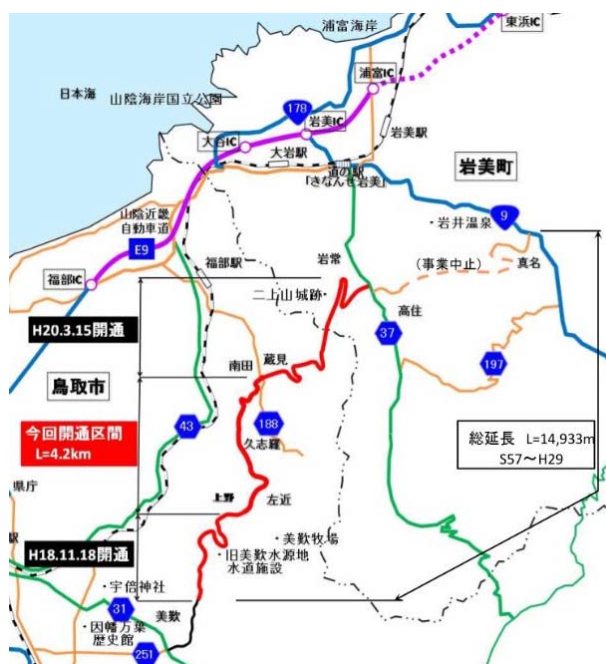 浦富海岸
東浜IC
日本海
山陰海岸国立公園
浦富IC
178
岩美IC
大谷IC
大岩駅
岩美駅
道の駅
「きなんせ岩美」
岩美町
9
・岩井温泉
山陰近畿
自動車道
E9
福部IC
福部駅
岩常
(事業中止)
真名
二上山城跡・
高住
37
H20.3.15開通
南田
蔵見
197
鳥取市
43
188
久志羅
今回開通区間
L=4.2km
総延長 L=14,933m
S57~H29
県庁
上野
左近
駅
H18.11.18開通
・美歎牧場
・旧美歎水源地
水道施設
・宇倍神社
31
美歎
・因幡万葉
歴史館
251